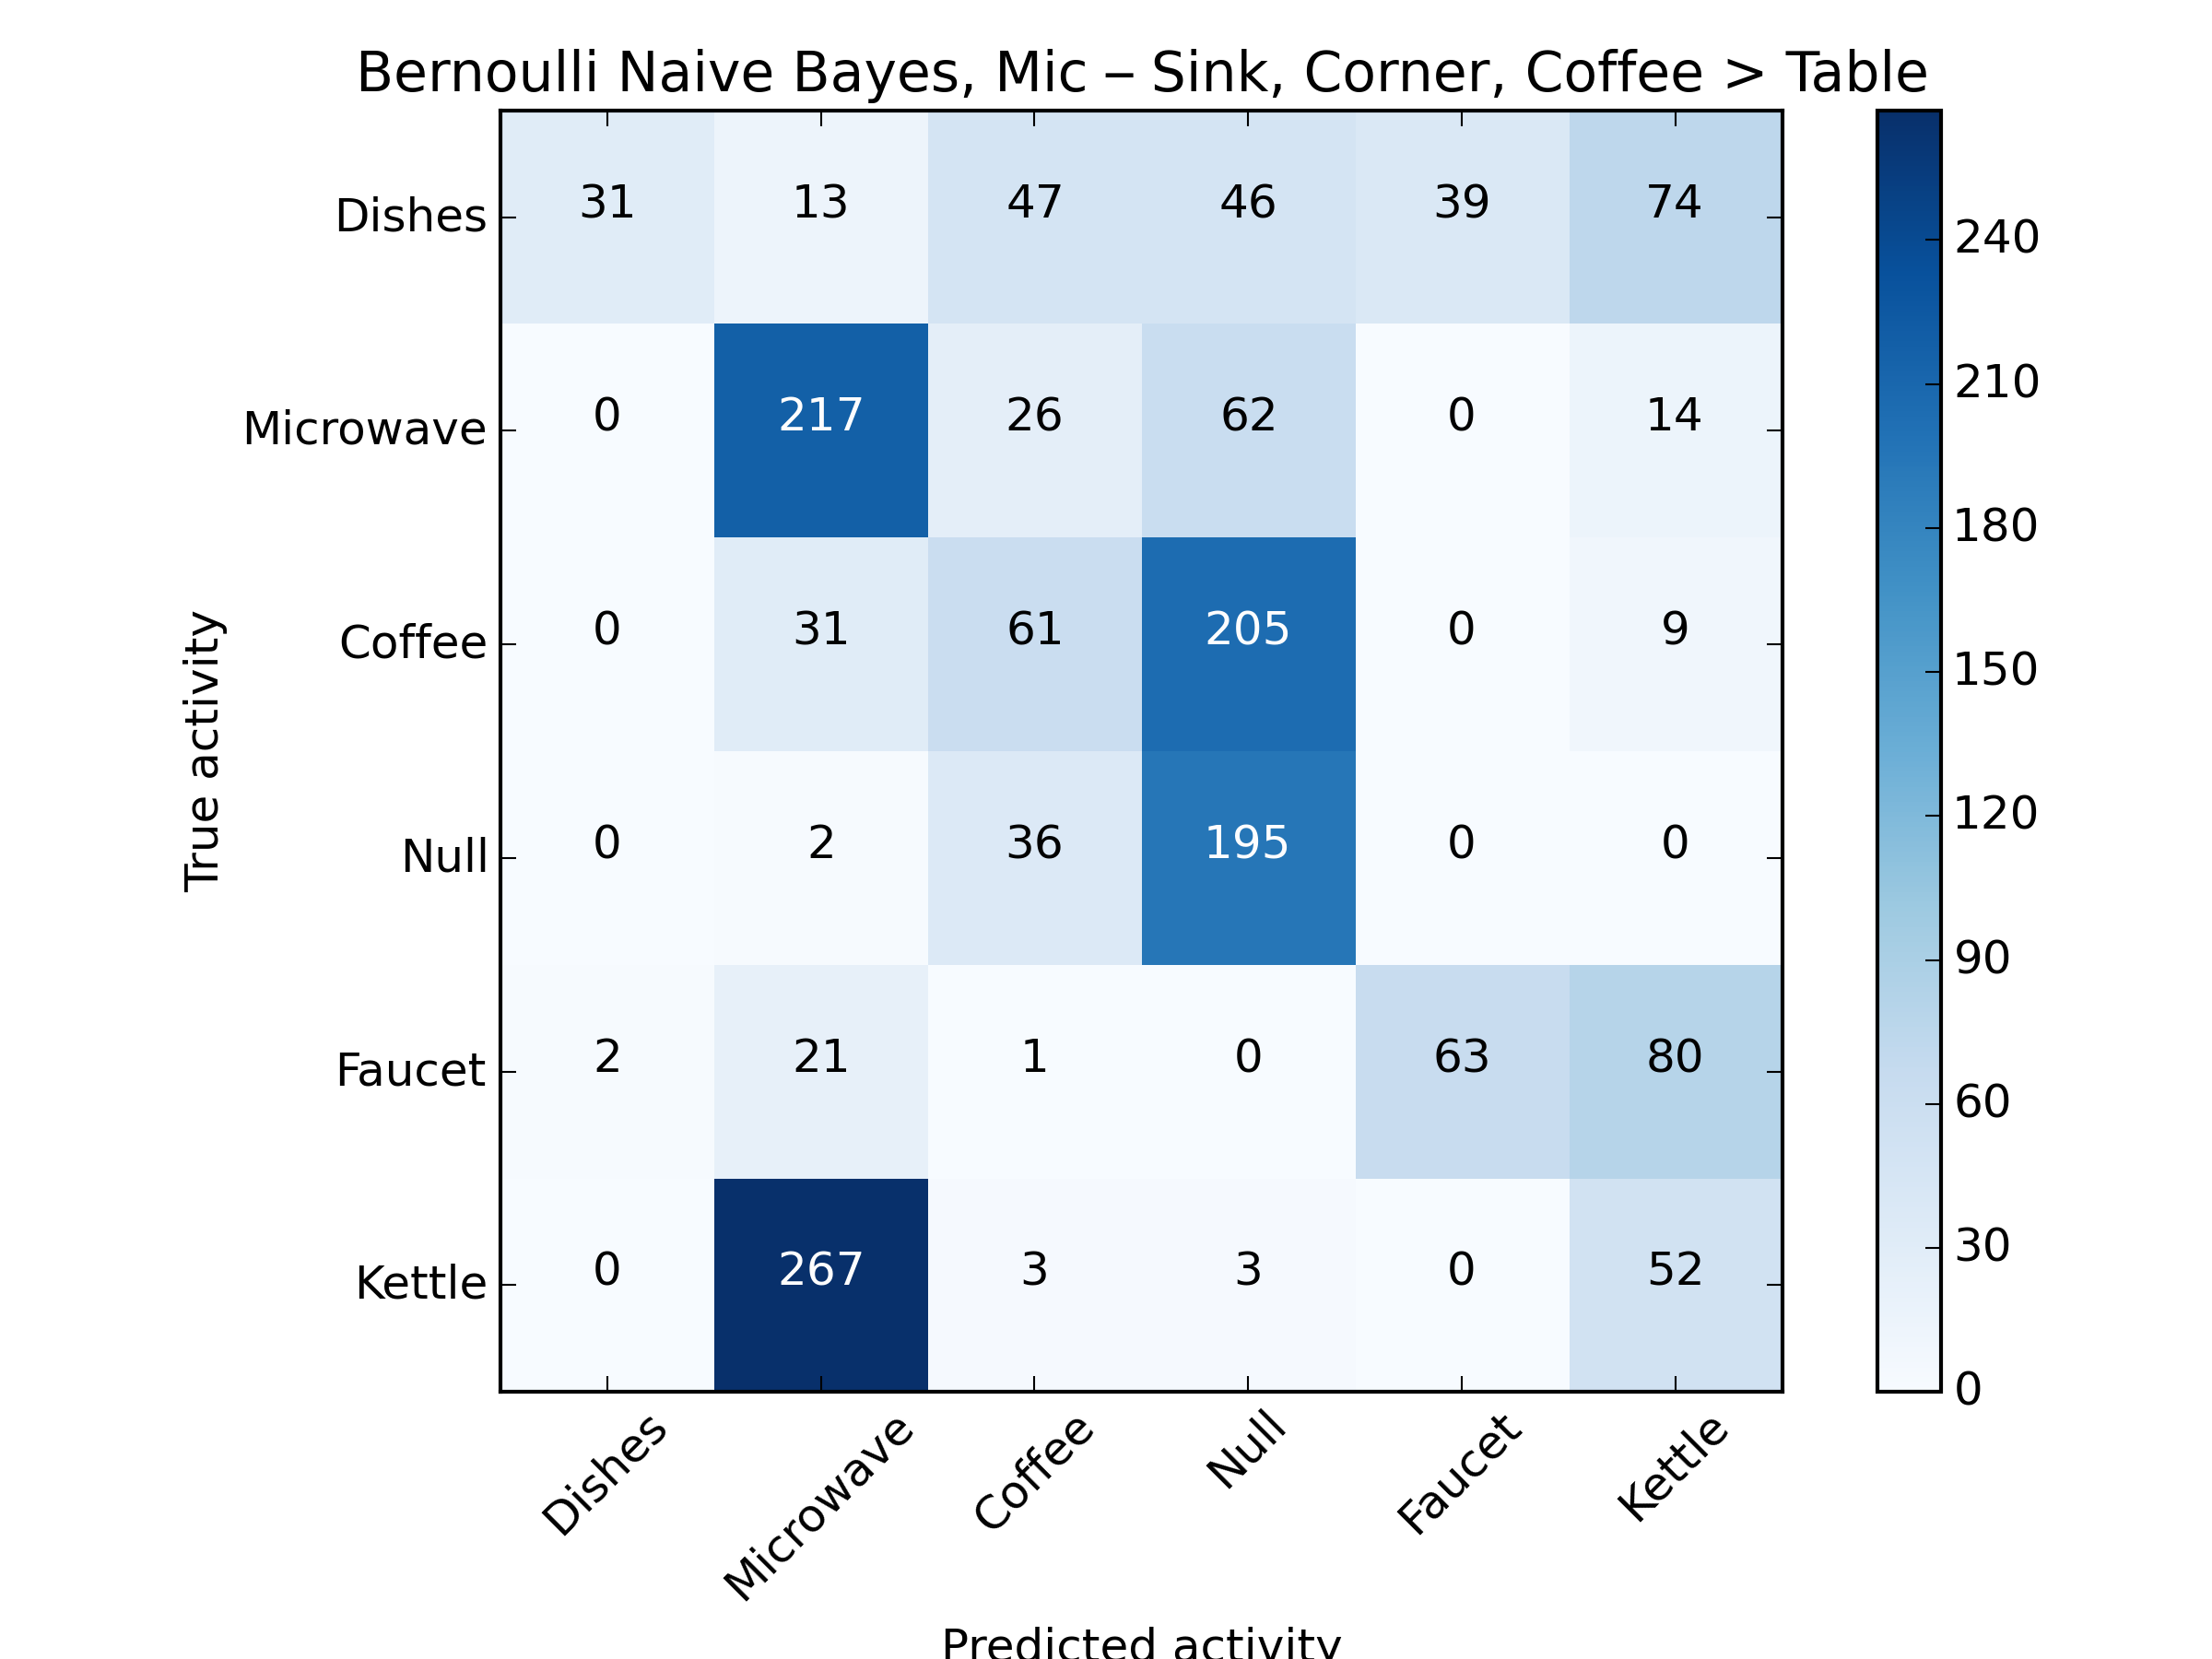 Bernoulli Naive Bayes, Mic – Sink, Corner, Coffee > Table
Dishes 31 13 47 46 39 74
Microwave 0 217 26 62 0 14
Coffee 0 31 61 205 0 9
Null 0 2 36 195 0 0
Faucet 2 21 1 0 63 80
Kettle 0 267 3 3 0 52
True activity
Dishes Microwave Coffee Null Faucet Kettle
Predicted activity
240
210
180
150
120
90
60
30
0